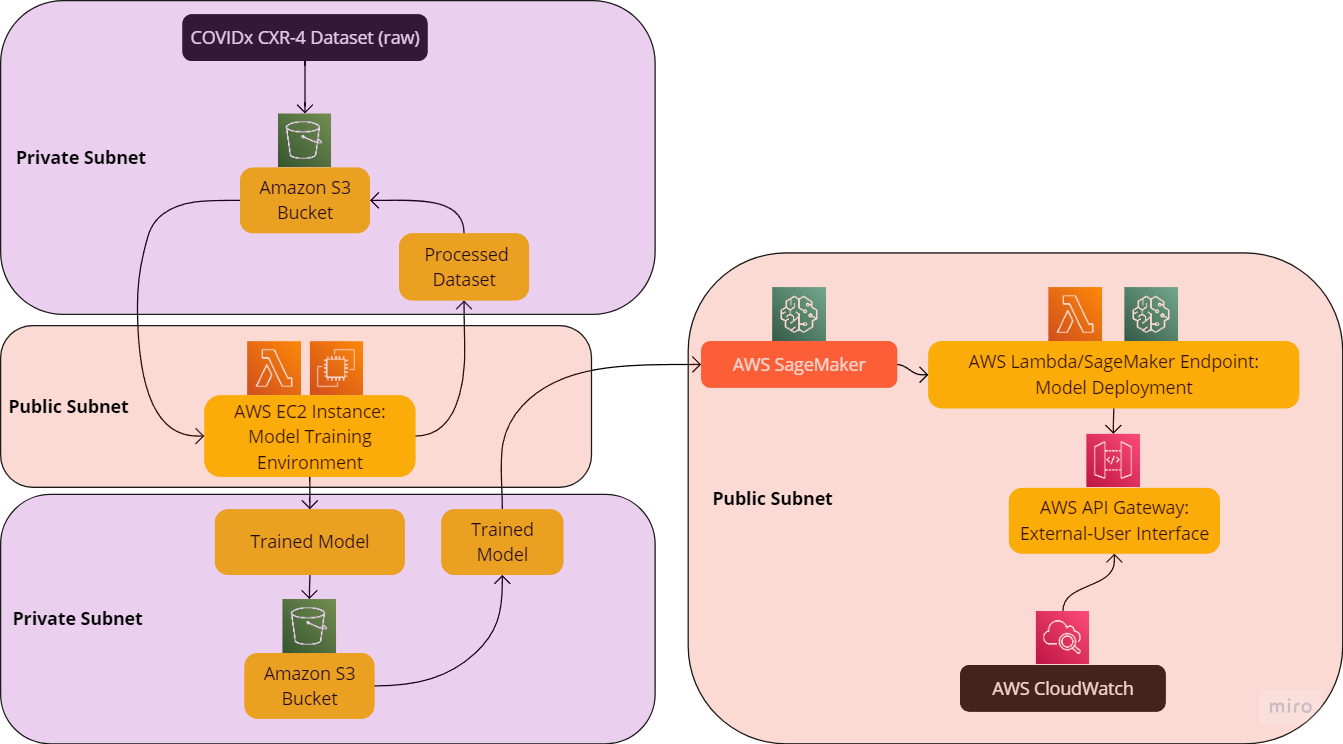 COVIDx CXR-4 Dataset (raw)
Private Subnet
Amazon S3
Bucket
Processed
Dataset
Public Subnet
AWS EC2 Instance:
Model Training
Environment
Trained Model
Trained
Model
Private Subnet
Amazon S3
Bucket
AWS SageMaker
AWS Lambda/SageMaker Endpoint:
Model Deployment
Public Subnet
AWS API Gateway:
External-User Interface
AWS CloudWatch
miro